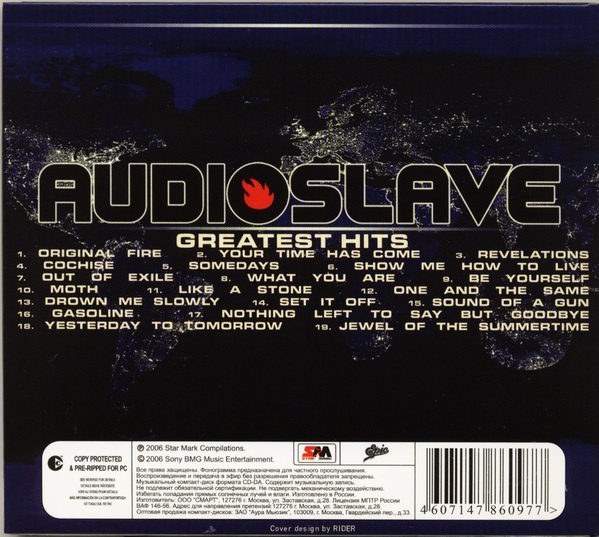 AUDIOSLAVE
GREATEST HITS
1. ORIGINAL FIRE 2. YOUR TIME HAS COME 3. REVELATIONS
4. COCHISE 5. SOMEDAYS 6. SHOW ME HOW TO LIVE
7. OUT OF EXILE 8. WHAT YOU ARE 9. BE YOURSELF
10. MOTH 11. LIKE A STONE 12. ONE AND THE SAME
13. DROWN ME SLOWLY 14. SET IT OFF 15. SOUND OF A GUN
16. GASOLINE 17. NOTHING LEFT TO SAY BUT GOODBYE
18. YESTERDAY TO TOMORROW 19. JEWEL OF THE SUMMERTIME
COPY PROTECTED
& PRE-RIPPED FOR PC
℗ 2006 Star Mark Compilations.
© 2006 Sony BMG Music Entertainment.
SM
Epic
Все права защищены. Фонограмма предназначена для частного прослушивания.
Воспроизведение и передача в эфир без разрешения правообладателя запрещены.
Музыкальный компакт-диск формата CD-DA. Содержит музыкальную запись.
Не подлежит обязательной сертификации. Не подвергать механическому воздействию.
Избегать попадания прямых солнечных лучей и влаги. Изготовлено в России.
Изготовитель: ООО "СМАРТ", 127276 г. Москва, ул. Заставская, д.28. Лицензия МПТР России
ВАФ 146-56. Адрес для направления претензий:127276 г. Москва, ул. Заставская, д.28.
Оптовая продажа компакт-дисков: ЗАО "Аура Мьюзик", 103009, г. Москва, Гвардейский пер., д.33.
4 607147 860977 >
Cover design by RIDER